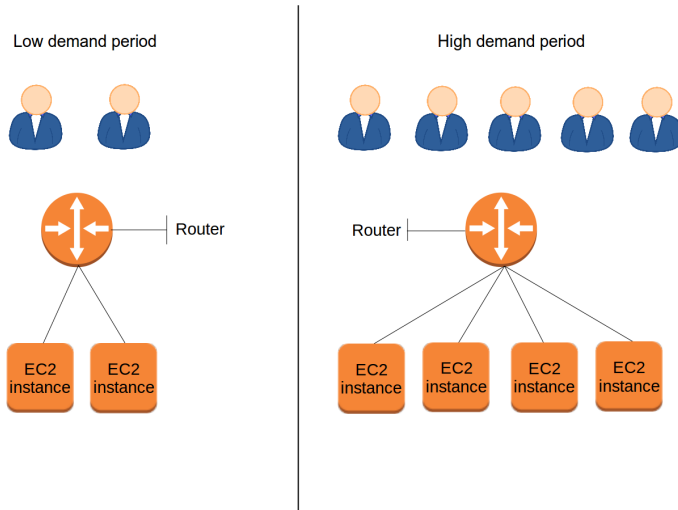 Low demand period
Router
EC2
instance
EC2
instance
High demand period
Router
EC2
instance
EC2
instance
EC2
instance
EC2
instance